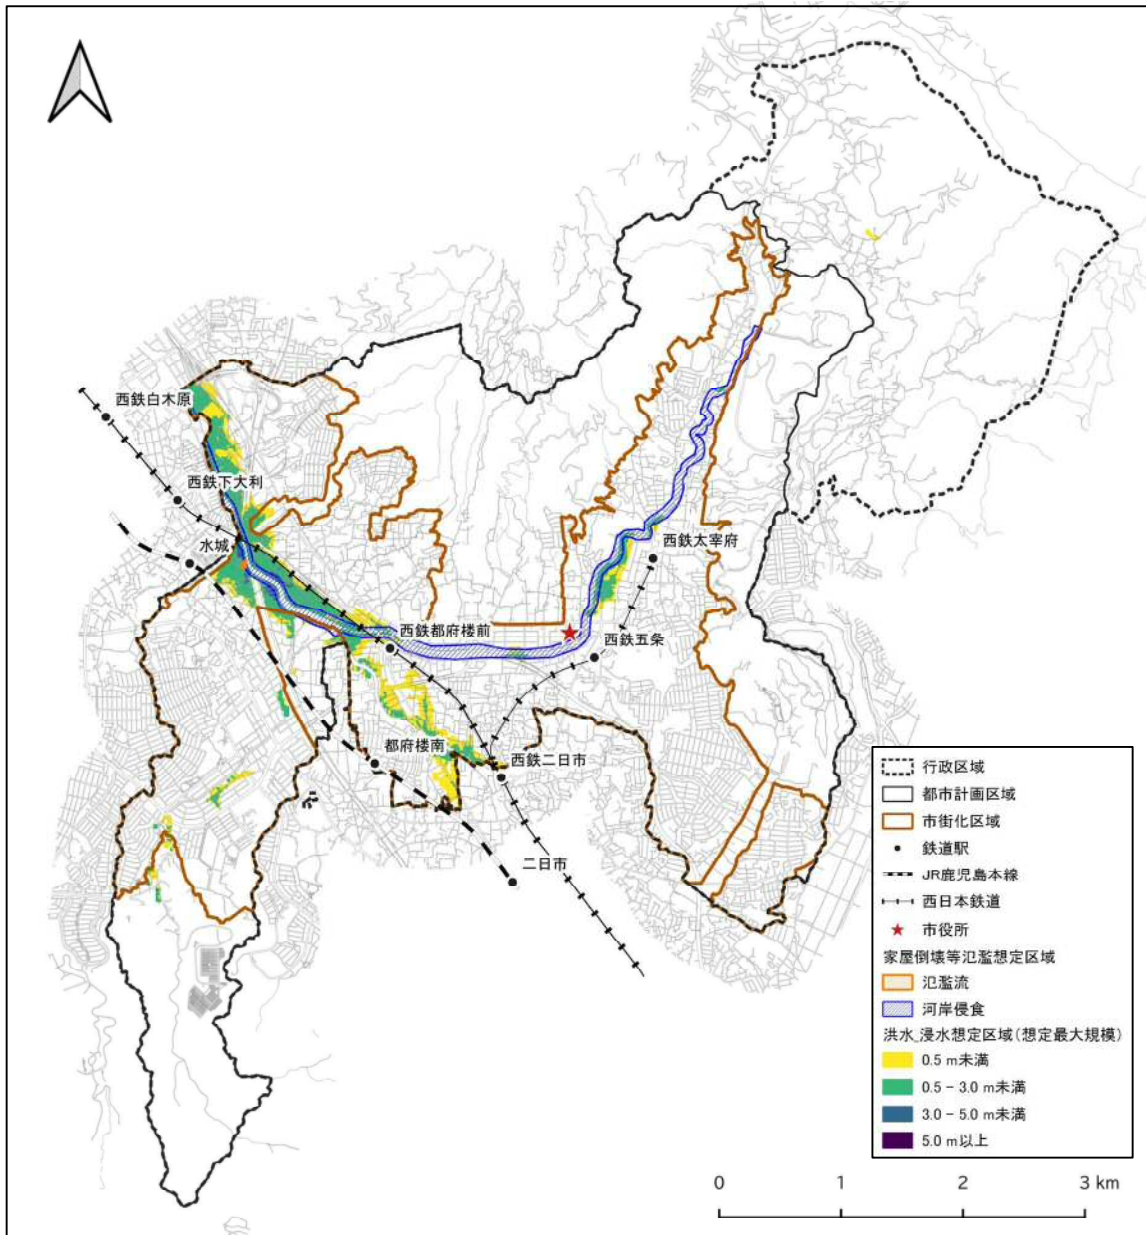 西鉄白木原
西鉄下大利
水城
西鉄太宰府
西鉄都府楼前
西鉄五条
都府楼南
西鉄二日市
二日市
行政区域
都市計画区域
市街化区域
鉄道駅
JR鹿児島本線
西日本鉄道
市役所
家屋倒壊等氾濫想定区域
氾濫流
河岸侵食
洪水_浸水想定区域(想定最大規模)
0.5 m未満
0.5 - 3.0 m未満
3.0 - 5.0 m未満
5.0 m以上
0 1 2 3 km